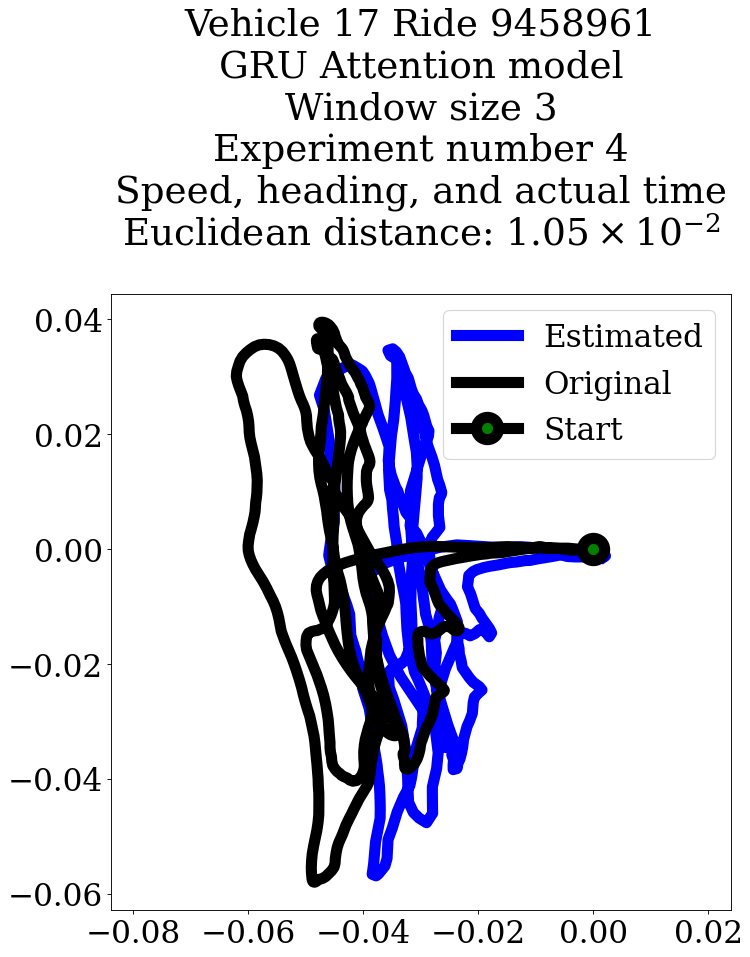 Vehicle 17 Ride 9458961
GRU Attention model
Window size 3
Experiment number 4
Speed, heading, and actual time
Euclidean distance: 1.05 × 10⁻²
Estimated
Original
Start
0.04
0.02
0.00
−0.02
−0.04
−0.06
−0.08 −0.06 −0.04 −0.02 0.00 0.02